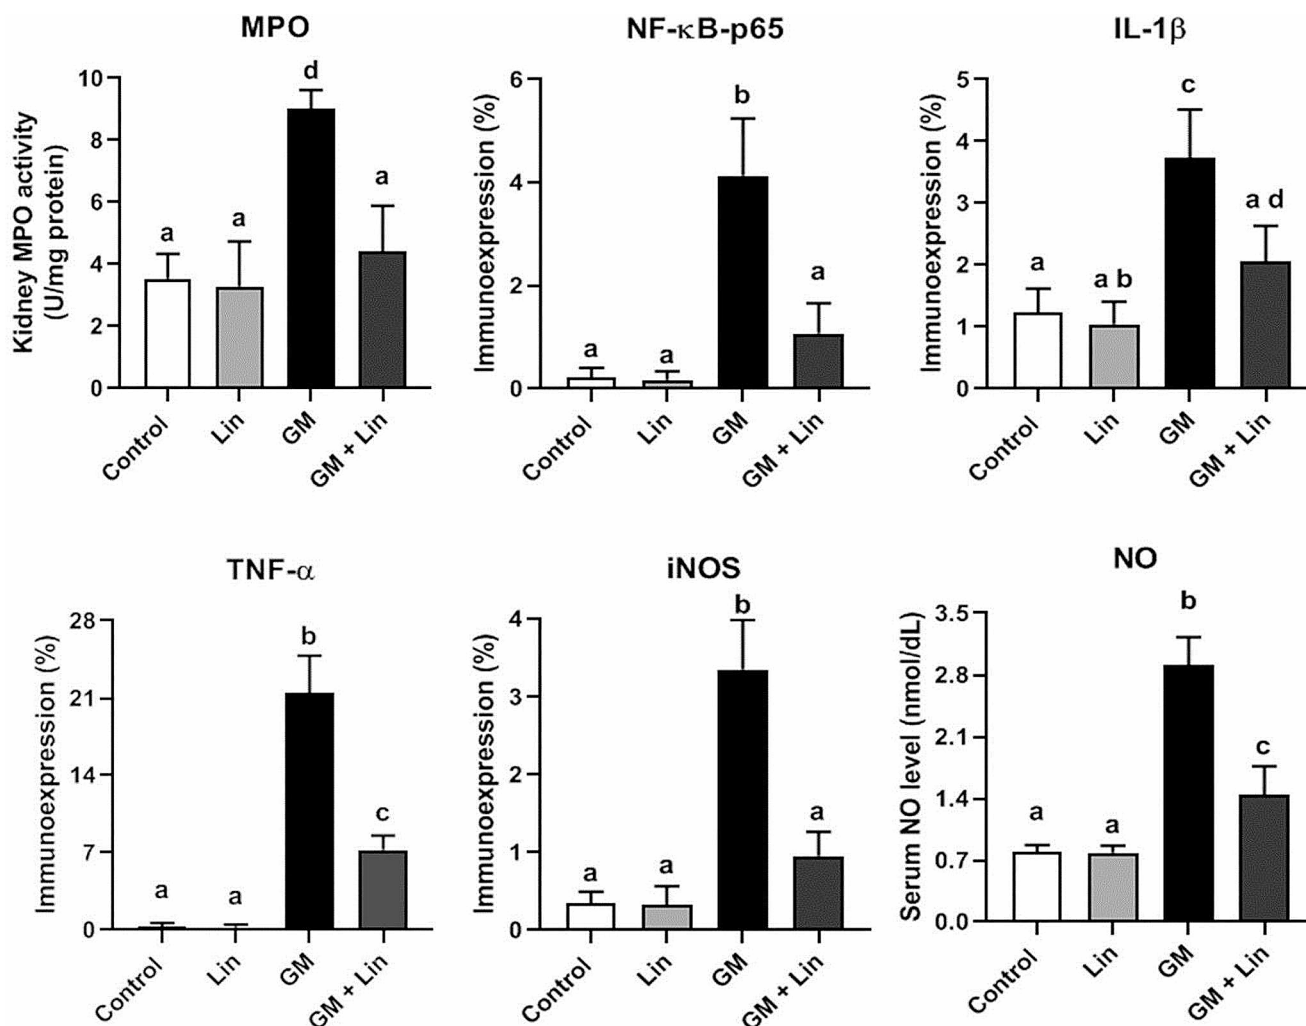 MPO
Kidney MPO activity
(U/mg protein)
10
8
6
4
2
0
a
a
d
a
Control
Lin
GM
GM + Lin
NF-κB-p65
Immunoexpression (%)
6
4
2
0
a
a
b
a
Control
Lin
GM
GM + Lin
IL-1β
Immunoexpression (%)
5
4
3
2
1
0
a
a b
c
a d
Control
Lin
GM
GM + Lin
TNF-α
Immunoexpression (%)
28
21
14
7
0
a
a
b
c
Control
Lin
GM
GM + Lin
iNOS
Immunoexpression (%)
4
3
2
1
0
a
a
b
a
Control
Lin
GM
GM + Lin
NO
Serum NO level (nmol/dL)
3.5
2.8
2.1
1.4
0.7
0.0
a
a
b
c
Control
Lin
GM
GM + Lin